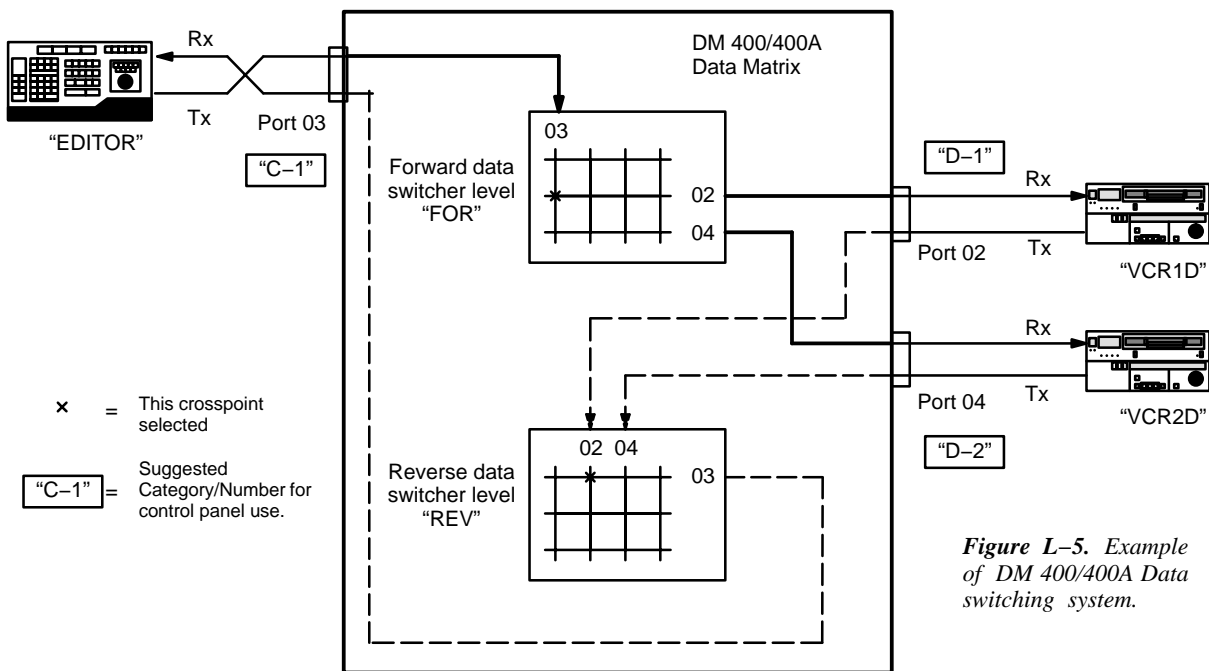 Rx
Tx
"EDITOR"
Port 03
"C–1"
DM 400/400A
Data Matrix
03
Forward data
switcher level
"FOR"
02
04
"D–1"
Rx
Port 02
Tx
"VCR1D"
Rx
Port 04
Tx
"VCR2D"
"D–2"
× = This crosspoint
selected
"C–1" = Suggested
Category/Number for
control panel use.
02 04
Reverse data
switcher level
"REV"
03
Figure L–5. Example
of DM 400/400A Data
switching system.